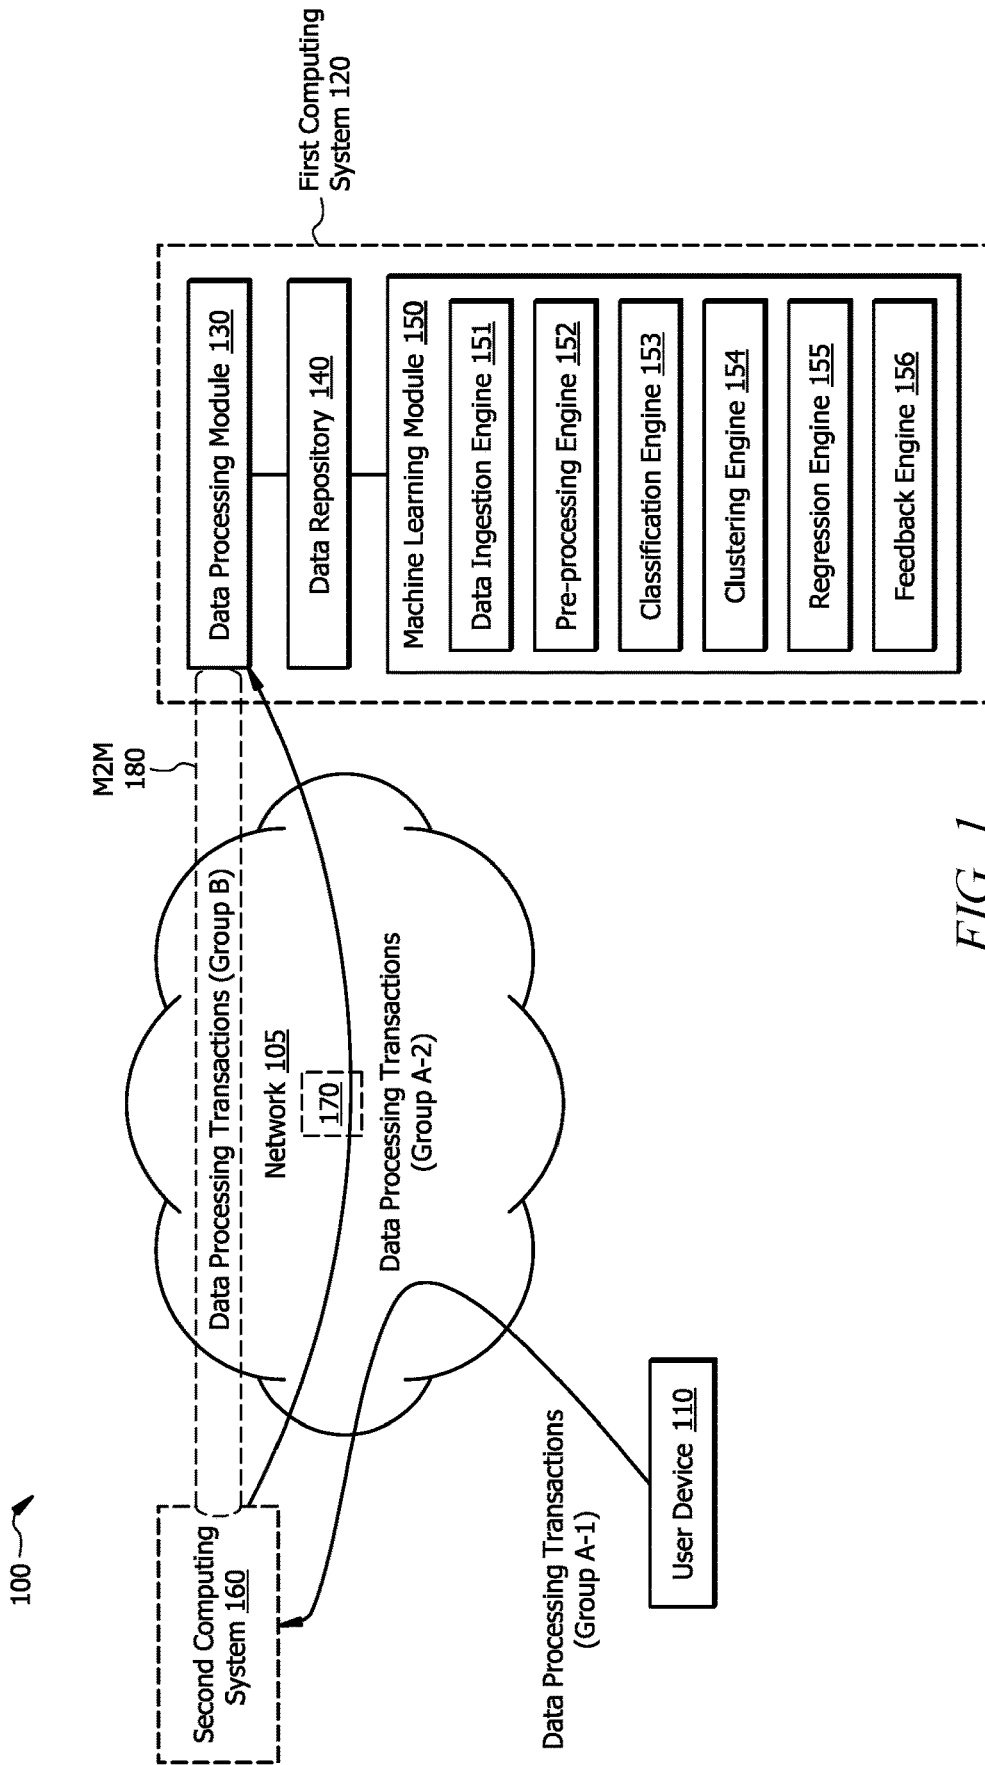 100
Second Computing
System 160
M2M
180
Data Processing Transactions (Group B)
Network 105
170
Data Processing Transactions
(Group A-2)
Data Processing Transactions
(Group A-1)
User Device 110
First Computing
System 120
Data Processing Module 130
Data Repository 140
Machine Learning Module 150
Data Ingestion Engine 151
Pre-processing Engine 152
Classification Engine 153
Clustering Engine 154
Regression Engine 155
Feedback Engine 156
FIG. 1